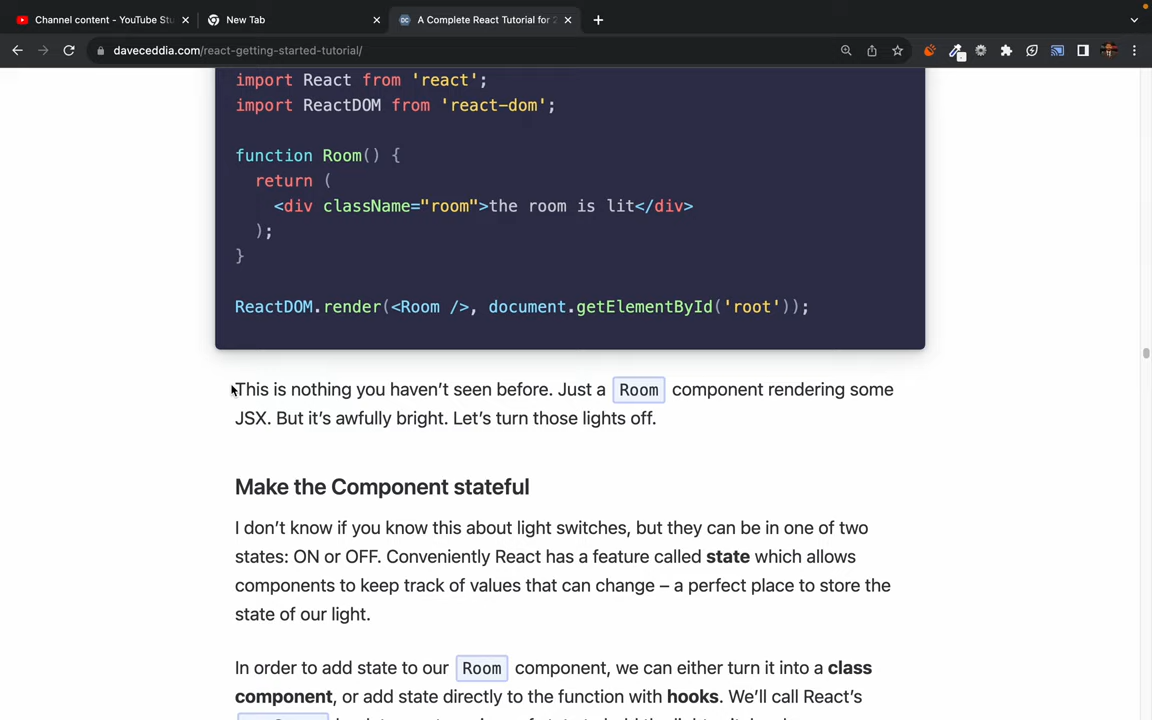 Channel content - YouTube Stu
New Tab
A Complete React Tutorial for 2
daveceddia.com/react-getting-started-tutorial/
import React from 'react';
import ReactDOM from 'react-dom';
function Room() {
return (
<div className="room">the room is lit</div>
);
}
ReactDOM.render(<Room />, document.getElementById('root'));
This is nothing you haven't seen before. Just a Room component rendering some
JSX. But it's awfully bright. Let's turn those lights off.
Make the Component stateful
I don't know if you know this about light switches, but they can be in one of two
states: ON or OFF. Conveniently React has a feature called state which allows
components to keep track of values that can change – a perfect place to store the
state of our light.
In order to add state to our Room component, we can either turn it into a class
component, or add state directly to the function with hooks. We'll call React's